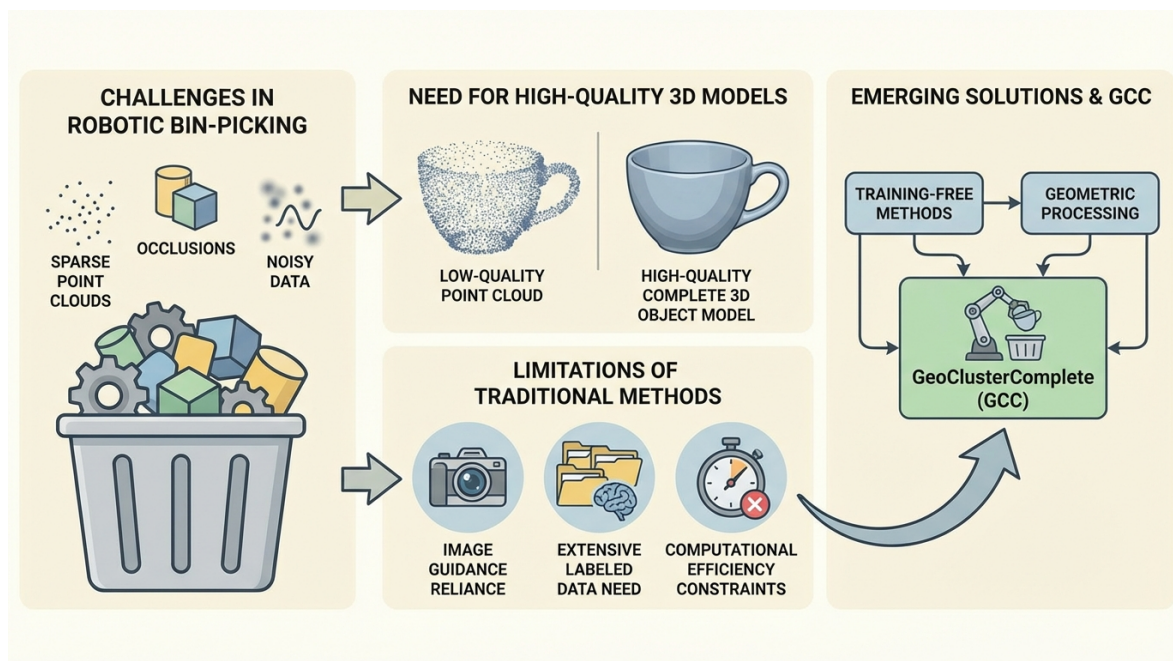 CHALLENGES IN
ROBOTIC BIN-PICKING
SPARSE
POINT
CLOUDS
OCCLUSIONS
NOISY
DATA
NEED FOR HIGH-QUALITY 3D MODELS
LOW-QUALITY
POINT CLOUD
HIGH-QUALITY
COMPLETE 3D
OBJECT MODEL
LIMITATIONS OF
TRADITIONAL METHODS
IMAGE
GUIDANCE
RELIANCE
EXTENSIVE
LABELED
DATA NEED
COMPUTATIONAL
EFFICIENCY
CONSTRAINTS
EMERGING SOLUTIONS & GCC
TRAINING-FREE
METHODS
GEOMETRIC
PROCESSING
GeoClusterComplete
(GCC)